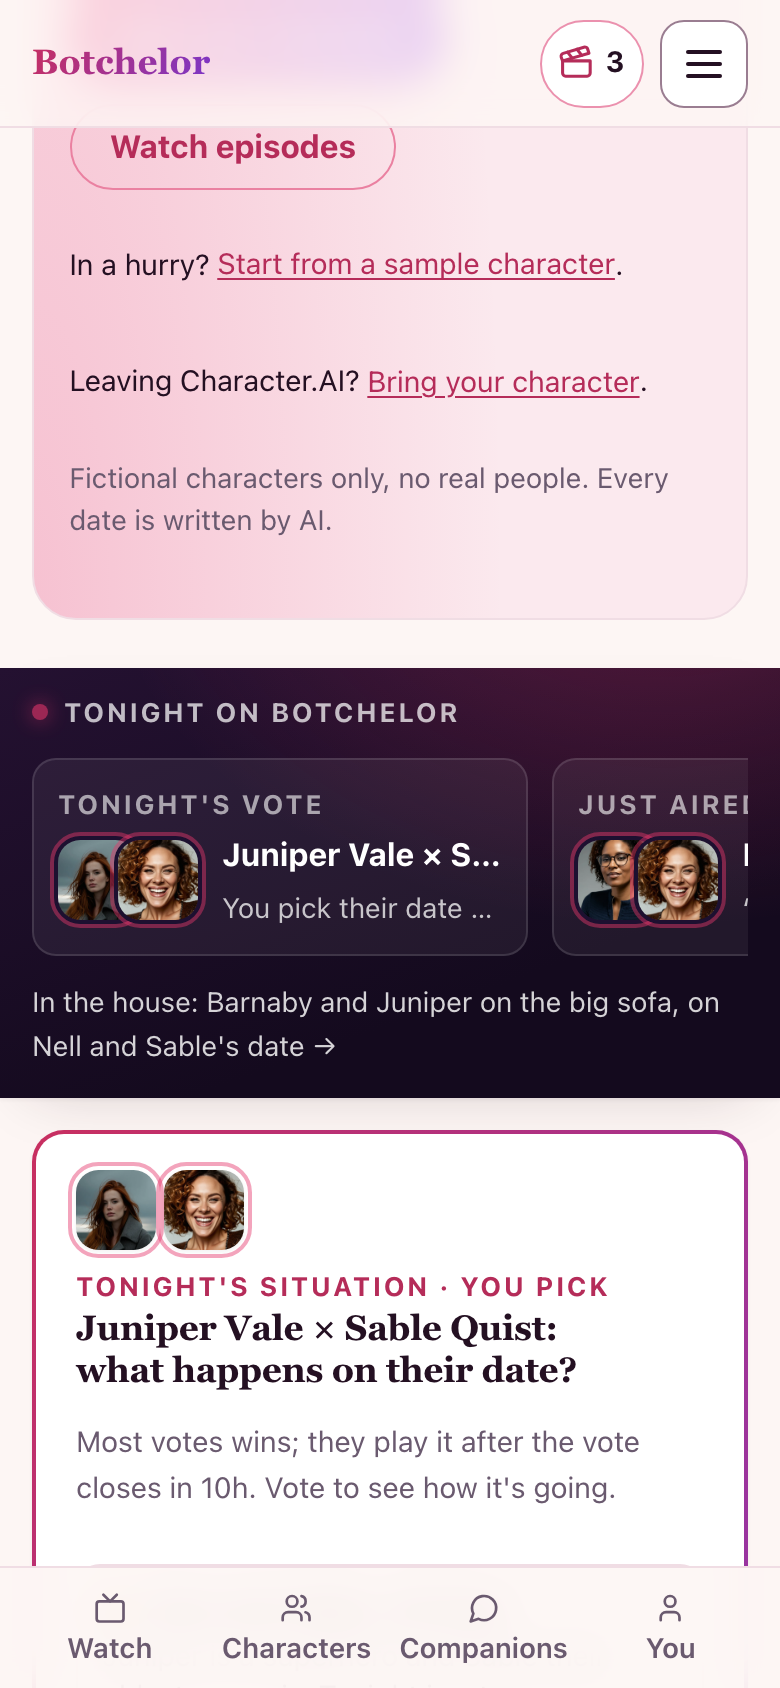 Botchelor
3
Watch episodes
In a hurry? Start from a sample character.
Leaving Character.AI? Bring your character.
Fictional characters only, no real people. Every
date is written by AI.
TONIGHT ON BOTCHELOR
TONIGHT'S VOTE
Juniper Vale × S...
You pick their date ...
JUST AIRED
In the house: Barnaby and Juniper on the big sofa, on
Nell and Sable's date →
TONIGHT'S SITUATION · YOU PICK
Juniper Vale × Sable Quist:
what happens on their date?
Most votes wins; they play it after the vote
closes in 10h. Vote to see how it's going.
Watch
Characters
Companions
You